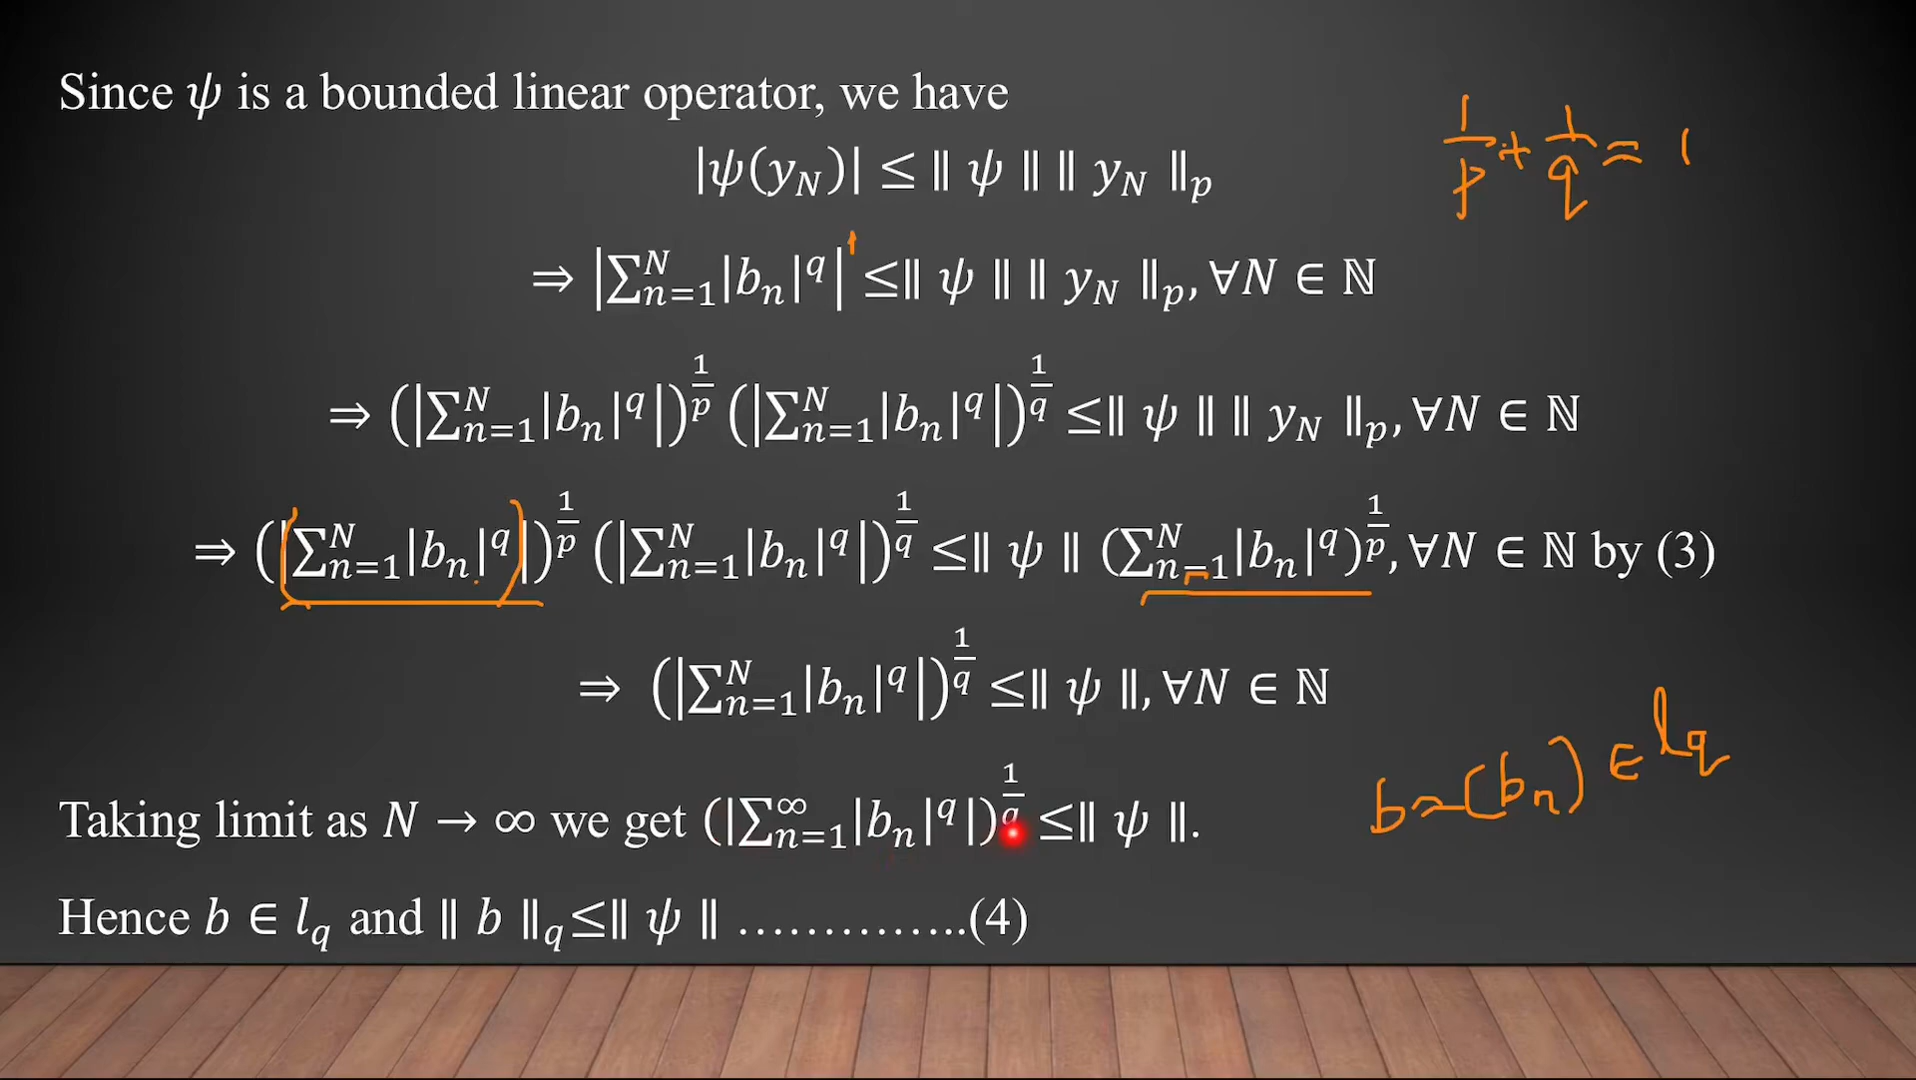 Since ψ is a bounded linear operator, we have
|ψ(y_N)| ≤ ‖ ψ ‖ ‖ y_N ‖_p
1/p + 1/q = 1
⇒ |∑_{n=1}^{N} |b_n|^q|^1 ≤‖ ψ ‖ ‖ y_N ‖_p, ∀N ∈ ℕ
⇒ (|∑_{n=1}^{N} |b_n|^q|)^{1/p} (|∑_{n=1}^{N} |b_n|^q|)^{1/q} ≤‖ ψ ‖ ‖ y_N ‖_p, ∀N ∈ ℕ
⇒ (|∑_{n=1}^{N} |b_n|^q|)^{1/p} (|∑_{n=1}^{N} |b_n|^q|)^{1/q} ≤‖ ψ ‖ (∑_{n=1}^{N} |b_n|^q)^{1/p}, ∀N ∈ ℕ by (3)
⇒ (|∑_{n=1}^{N} |b_n|^q|)^{1/q} ≤‖ ψ ‖, ∀N ∈ ℕ
b = (b_n) ∈ l_q
Taking limit as N → ∞ we get (|∑_{n=1}^{∞} |b_n|^q|)^{1/q} ≤‖ ψ ‖.
Hence b ∈ l_q and ‖ b ‖_q ≤‖ ψ ‖ …………..(4)